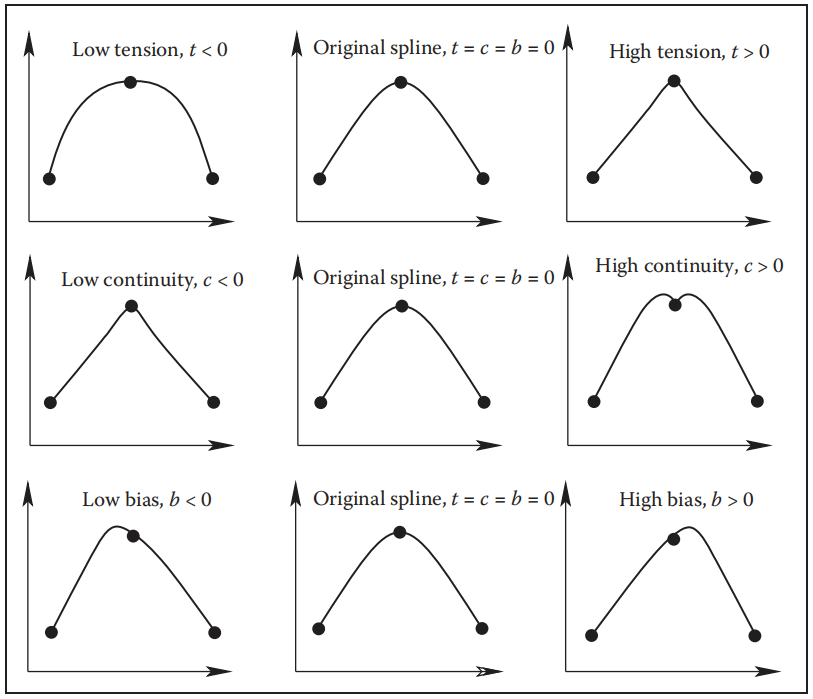 Low tension, t < 0
Original spline, t = c = b = 0
High tension, t > 0
Low continuity, c < 0
Original spline, t = c = b = 0
High continuity, c > 0
Low bias, b < 0
Original spline, t = c = b = 0
High bias, b > 0